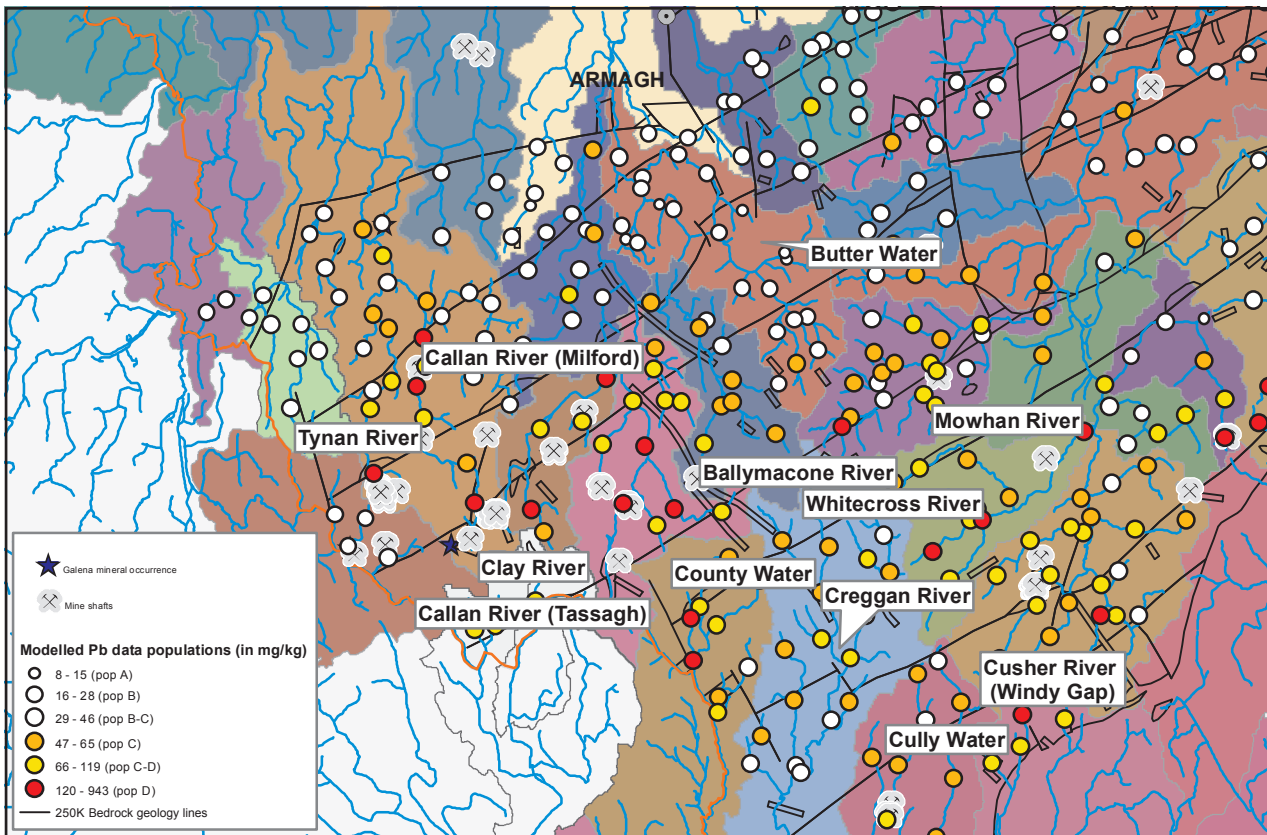 ARMAGH
Butter Water
Callan River (Milford)
Tynan River
Mowhan River
Ballymacone River
Whitecross River
Clay River
County Water
Creggan River
Callan River (Tassagh)
Cusher River
(Windy Gap)
Cully Water
Galena mineral occurrence
Mine shafts
Modelled Pb data populations (in mg/kg)
8 - 15 (pop A)
16 - 28 (pop B)
29 - 46 (pop B-C)
47 - 65 (pop C)
66 - 119 (pop C-D)
120 - 943 (pop D)
250K Bedrock geology lines